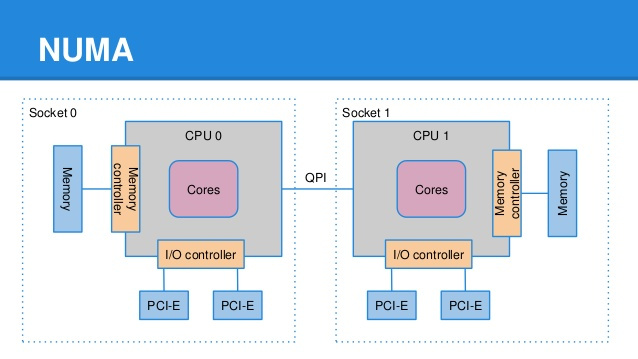 NUMA
Socket 0
CPU 0
Memory
Memory
controller
Cores
I/O controller
PCI-E
PCI-E
QPI
Socket 1
CPU 1
Cores
Memory
controller
Memory
I/O controller
PCI-E
PCI-E